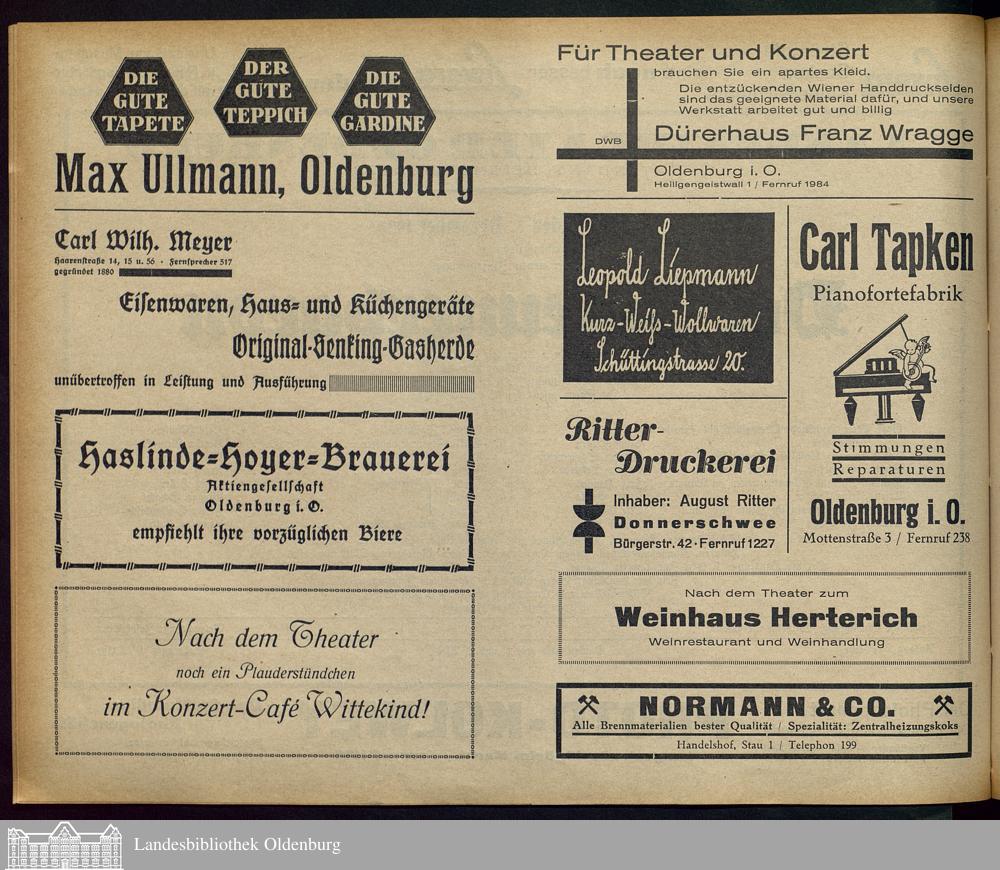 DIE
GUTE
TAPETE
DER
GUTE
TEPPICH
DIE
GUTE
GARDINE
Max Ullmann, Oldenburg
Carl Wilh. Meyer
Haarenstraße 14, 15 u. 56 · Fernsprecher 517
gegründet 1880
Eisenwaren, Haus= und Küchengeräte
Original-Senking-Gasherde
unübertroffen in Leistung und Ausführung
Haslinde=Hoyer=Brauerei
Aktiengesellschaft
Oldenburg i. O.
empfiehlt ihre vorzüglichen Biere
Nach dem Theater
noch ein Plauderstündchen
im Konzert-Café Wittekind!
Für Theater und Konzert
brauchen Sie ein apartes Kleid.
Die entzückenden Wiener Handdruckseiden
sind das geeignete Material dafür, und unsere
Werkstatt arbeitet gut und billig
DWB
Dürerhaus Franz Wragge
Oldenburg i. O.
Heiligengeistwall 1 / Fernruf 1984
Leopold Liepmann
Kurz-Weiß-Wollwaren
Schüttingstrasse 20.
Ritter-
Druckerei
Inhaber: August Ritter
Donnerschwee
Bürgerstr. 42 · Fernruf 1227
Carl Tapken
Pianofortefabrik
Stimmungen
Reparaturen
Oldenburg i. O.
Mottenstraße 3 / Fernruf 238
Nach dem Theater zum
Weinhaus Herterich
Weinrestaurant und Weinhandlung
NORMANN & CO.
Alle Brennmaterialien bester Qualität / Spezialität: Zentralheizungskoks
Handelshof, Stau 1 / Telephon 199
Landesbibliothek Oldenburg